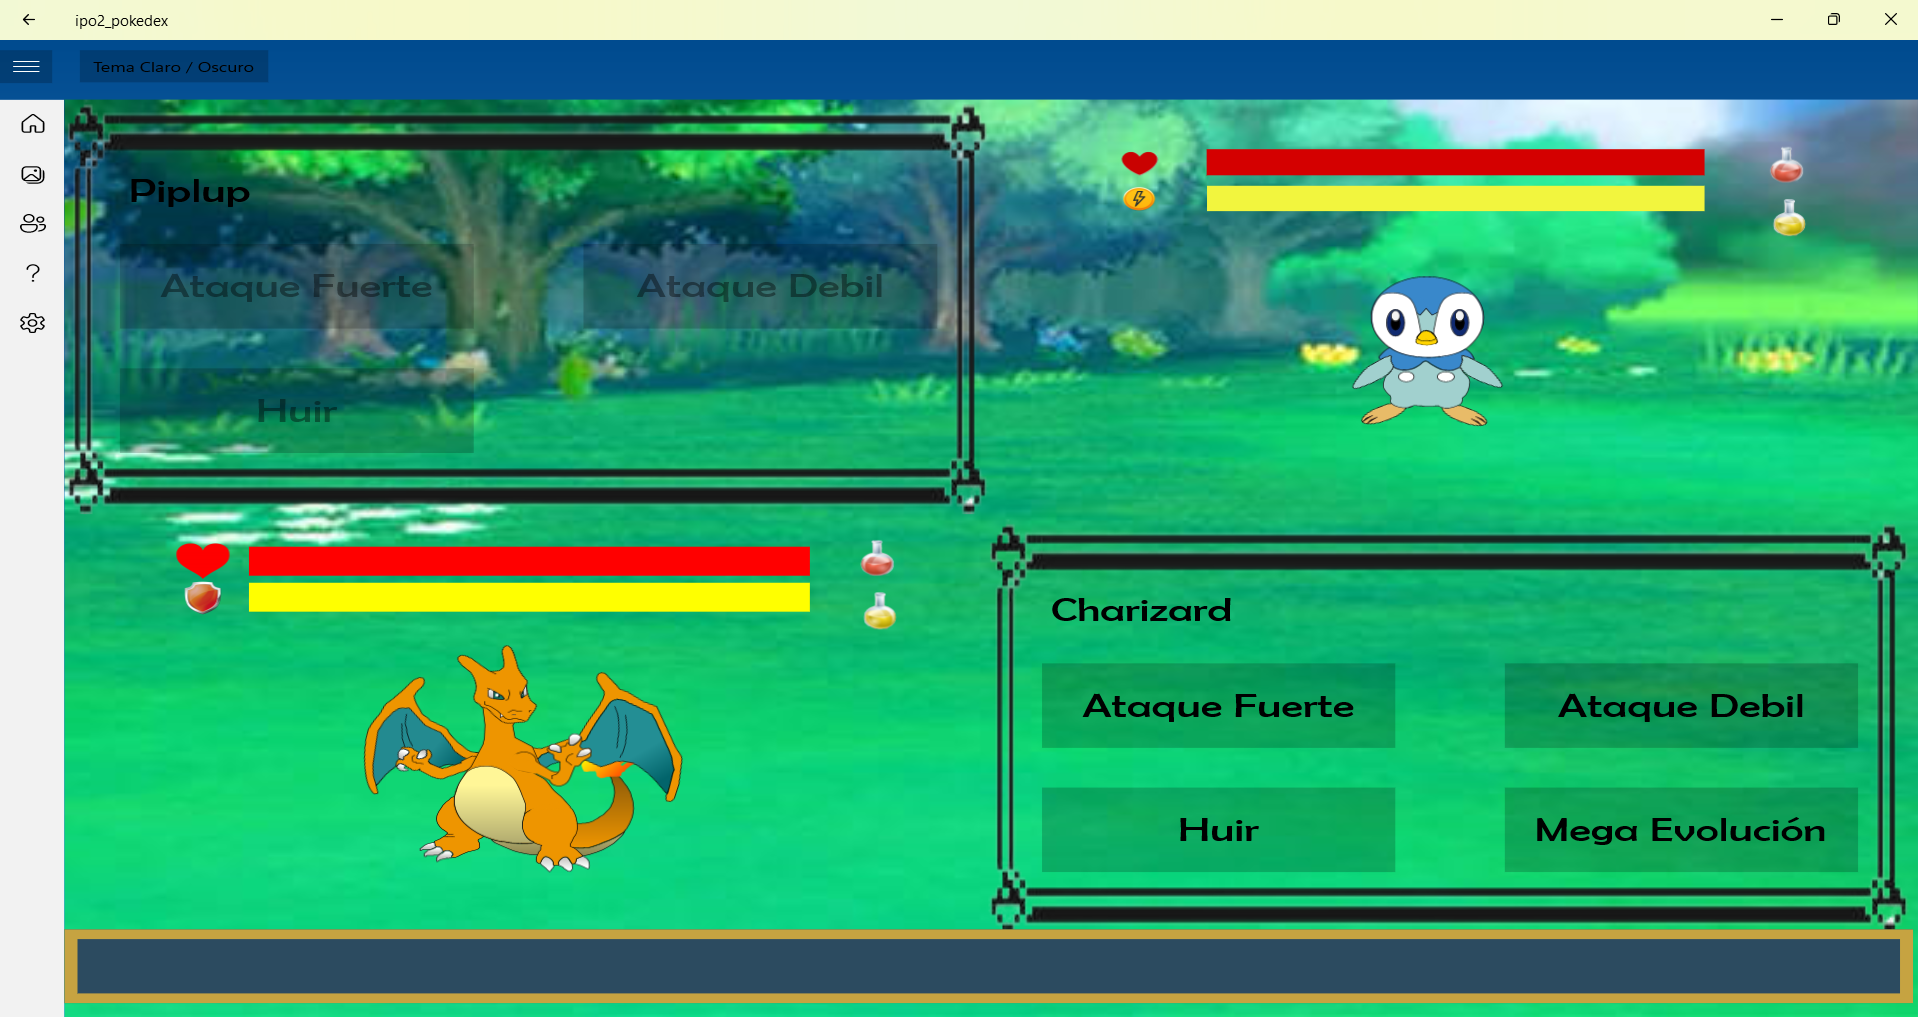 ipo2_pokedex
Tema Claro / Oscuro
Piplup
Ataque Fuerte
Ataque Debil
Huir
Charizard
Ataque Fuerte
Ataque Debil
Huir
Mega Evolución